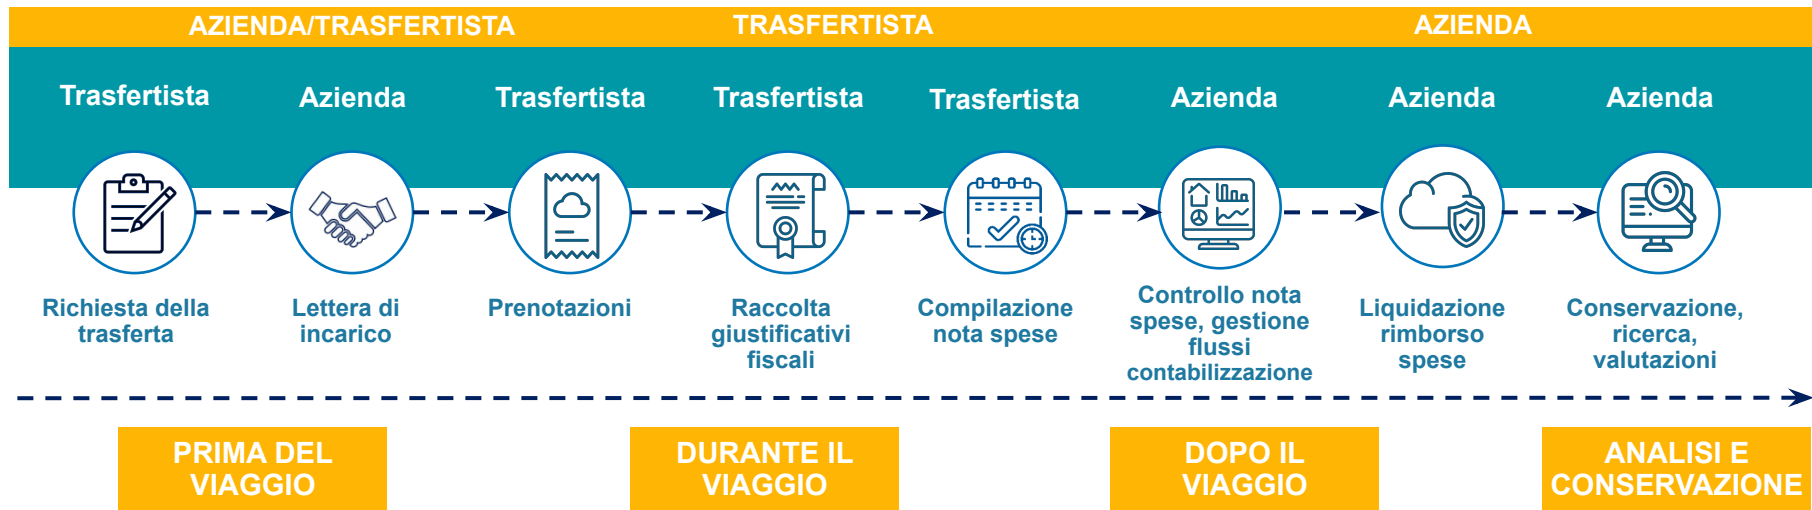 AZIENDA/TRASFERTISTA
TRASFERTISTA
AZIENDA
Trasfertista
Azienda
Trasfertista
Trasfertista
Trasfertista
Azienda
Azienda
Azienda
Richiesta della
trasferta
Lettera di
incarico
Prenotazioni
Raccolta
giustificativi
fiscali
Compilazione
nota spese
Controllo nota
spese, gestione
flussi
contabilizzazione
Liquidazione
rimborso
spese
Conservazione,
ricerca,
valutazioni
PRIMA DEL
VIAGGIO
DURANTE IL
VIAGGIO
DOPO IL
VIAGGIO
ANALISI E
CONSERVAZIONE